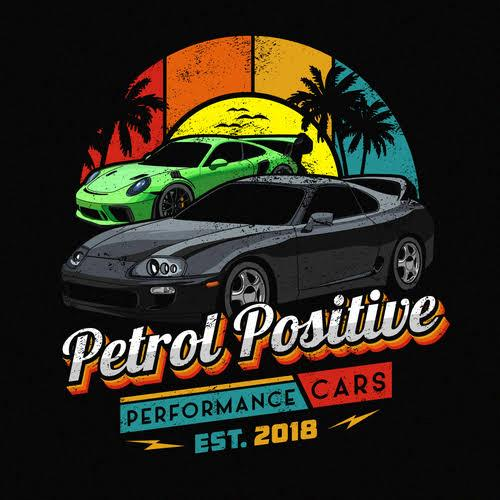 Petrol Positive
PERFORMANCE CARS
EST. 2018